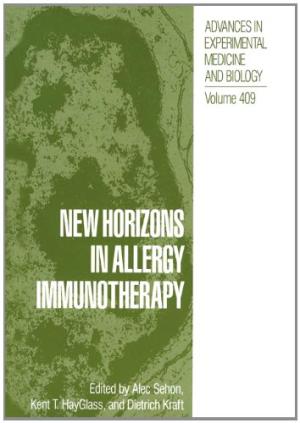 ADVANCES IN
EXPERIMENTAL
MEDICINE
AND BIOLOGY
Volume 409
NEW HORIZONS
IN ALLERGY
IMMUNOTHERAPY
Edited by Alec Sehon,
Kent T. HayGlass, and Dietrich Kraft